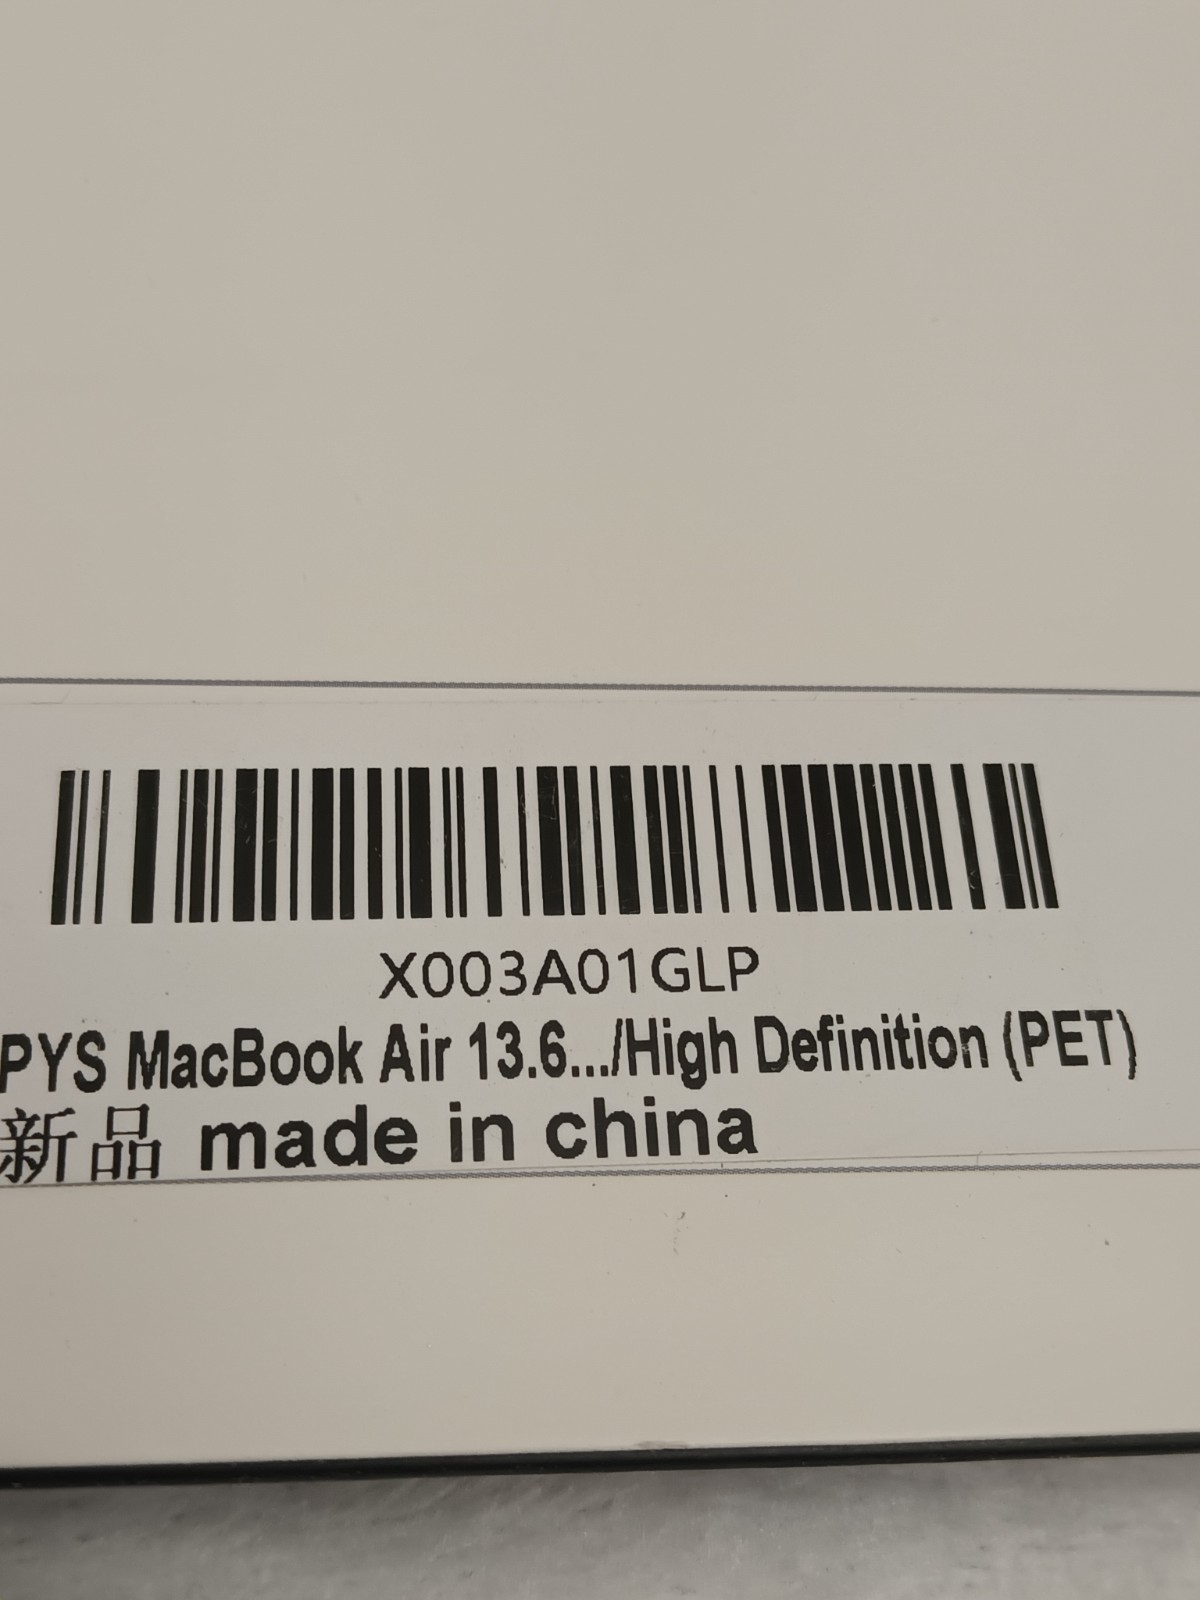 X003A01GLP
PYS MacBook Air 13.6.../High Definition (PET)
新品 made in china